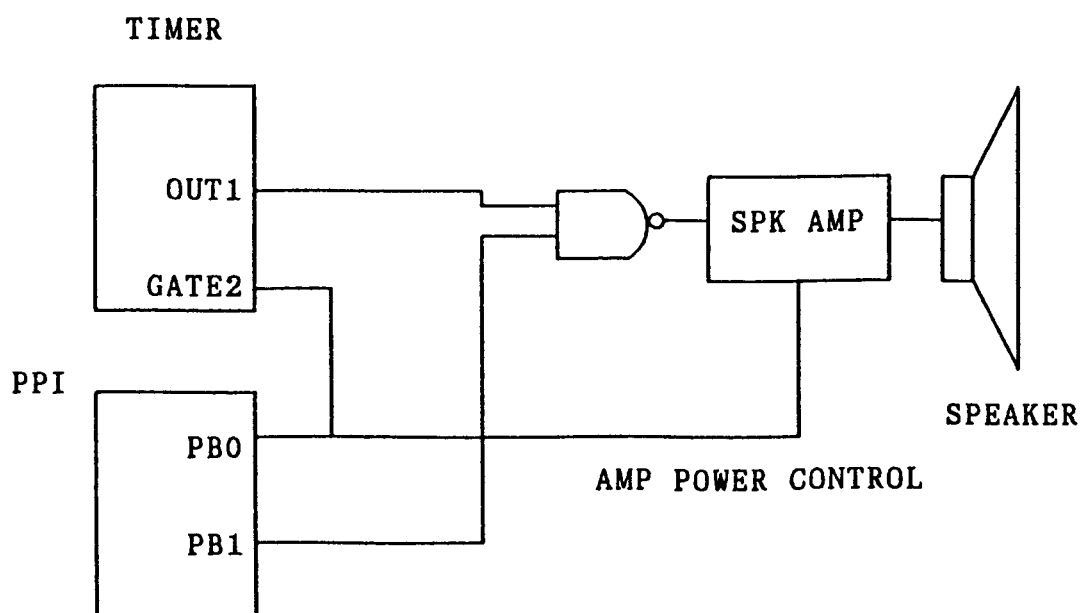 TIMER
OUT1
GATE2
SPK AMP
PPI
PB0
PB1
SPEAKER
AMP POWER CONTROL